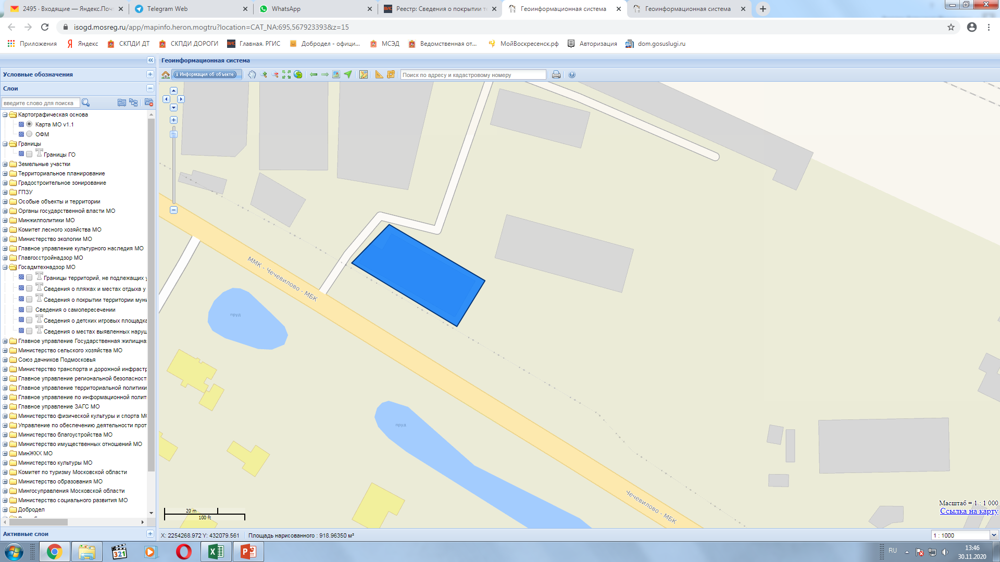 2495 · Входящие — Яндекс.Поч
Telegram Web
WhatsApp
Реестр: Сведения о покрытии т
Геоинформационная система
Геоинформационная система
isogd.mosreg.ru/app/mapinfo.heron.mogtru?location=CAT_NA:695,567923393&z=15
Приложения
Яндекс
СКПДИ ДТ
СКПДИ ДОРОГИ
Главная. РГИС
Добродел - офици...
МСЭД
Ведомственная от...
МойВоскресенск.рф
Авторизация
dom.gosuslugi.ru
Геоинформационная система
Условные обозначения
Информация об объекте
Поиск по адресу и кадастровому номеру
Слои
введите слово для поиска
Картографическая основа
Карта МО v1.1
ОФМ
Границы
Границы ГО
Земельные участки
Территориальное планирование
Градостроительное зонирование
ГПЗУ
Особые объекты и территории
Органы государственной власти МО
Минжилполитики МО
Комитет лесного хозяйства МО
Министерство экологии МО
Главное управление культурного наследия МО
Главгосстройнадзор МО
Госадмтехнадзор МО
Границы территорий, не подлежащих у
Сведения о пляжах и местах отдыха у
Сведения о покрытии территории муни
Сведения о самопересечении
Сведения о детских игровых площадка
Сведения о местах выявленных наруш
Главное управление Государственная жилищна
Министерство сельского хозяйства МО
Союз дачников Подмосковья
Министерство транспорта и дорожной инфрастр
Главное управление региональной безопасност
Главное управление территориальной политики
Главное управление по информационной полит
Главное управление ЗАГС МО
Министерство физической культуры и спорта МО
Управление по обеспечению деятельности прот
Министерство благоустройства МО
Министерство имущественных отношений МО
МинЖКХ МО
Министерство культуры МО
Комитет по туризму Московской области
Министерство образования МО
Мингосуправления Московской области
Министерство социального развития МО
Добродел
Активные слои
ММК - Чечевилово - МБК
пруд
пруд
Чечевилово - МБК
20 m
100 ft
Масштаб = 1 : 1 000
Ссылка на карту
X: 2254268.972 Y: 432079.561
Площадь нарисованного : 918.96350 м²
1 : 1000
321
RU
13:46
30.11.2020